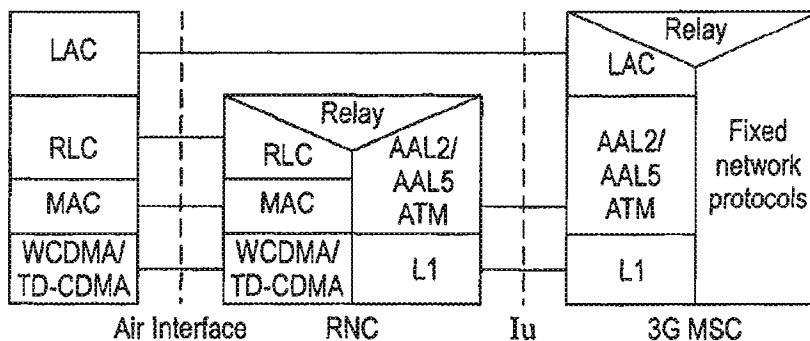 LAC
RLC
MAC
WCDMA/
TD-CDMA
Air Interface
Relay
RLC
MAC
WCDMA/
TD-CDMA
AAL2/
AAL5
ATM
L1
RNC
Iu
Relay
LAC
AAL2/
AAL5
ATM
L1
Fixed
network
protocols
3G MSC